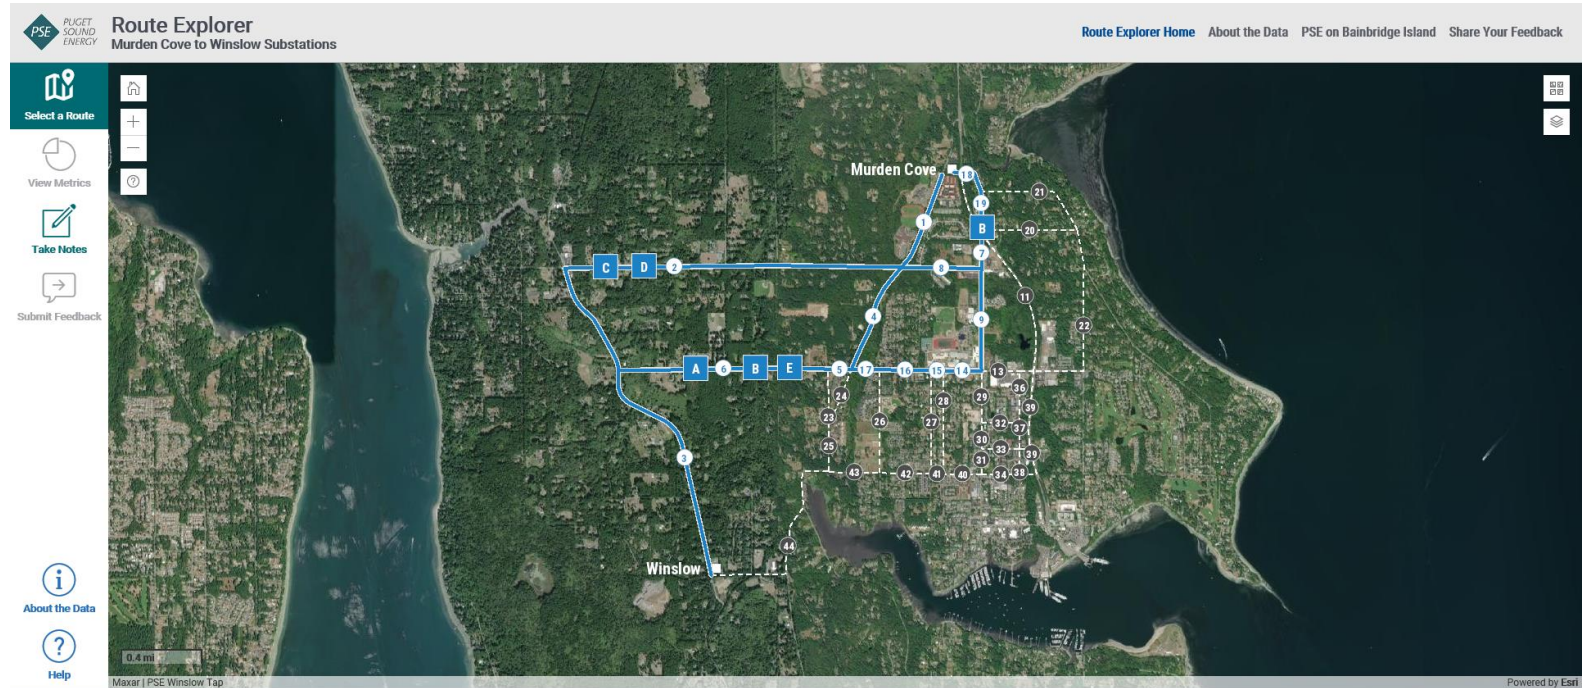 PSE
PUGET
SOUND
ENERGY
Route Explorer
Murden Cove to Winslow Substations
Route Explorer Home
About the Data
PSE on Bainbridge Island
Share Your Feedback
Select a Route
View Metrics
Take Notes
Submit Feedback
i
About the Data
?
Help
+
−
?
Murden Cove
18
21
19
1
B
20
7
C
D
2
8
11
4
9
22
A
6
B
E
5
17
16
15
14
13
24
28
29
36
39
23
26
27
32
37
25
30
33
39
31
43
42
41
40
34
38
3
44
Winslow
0.4 mi
Maxar | PSE Winslow Tap
Powered by Esri